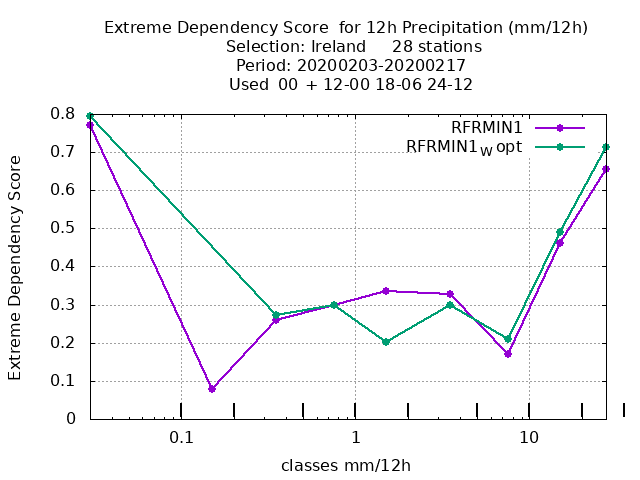 Extreme Dependency Score  for 12h Precipitation (mm/12h)
Selection: Ireland     28 stations
Period: 20200203-20200217
Used  00  + 12-00 18-06 24-12
RFRMIN1
RFRMIN1W opt
0.8
0.7
0.6
0.5
0.4
0.3
0.2
0.1
0
Extreme Dependency Score
0.1 1 10
classes mm/12h